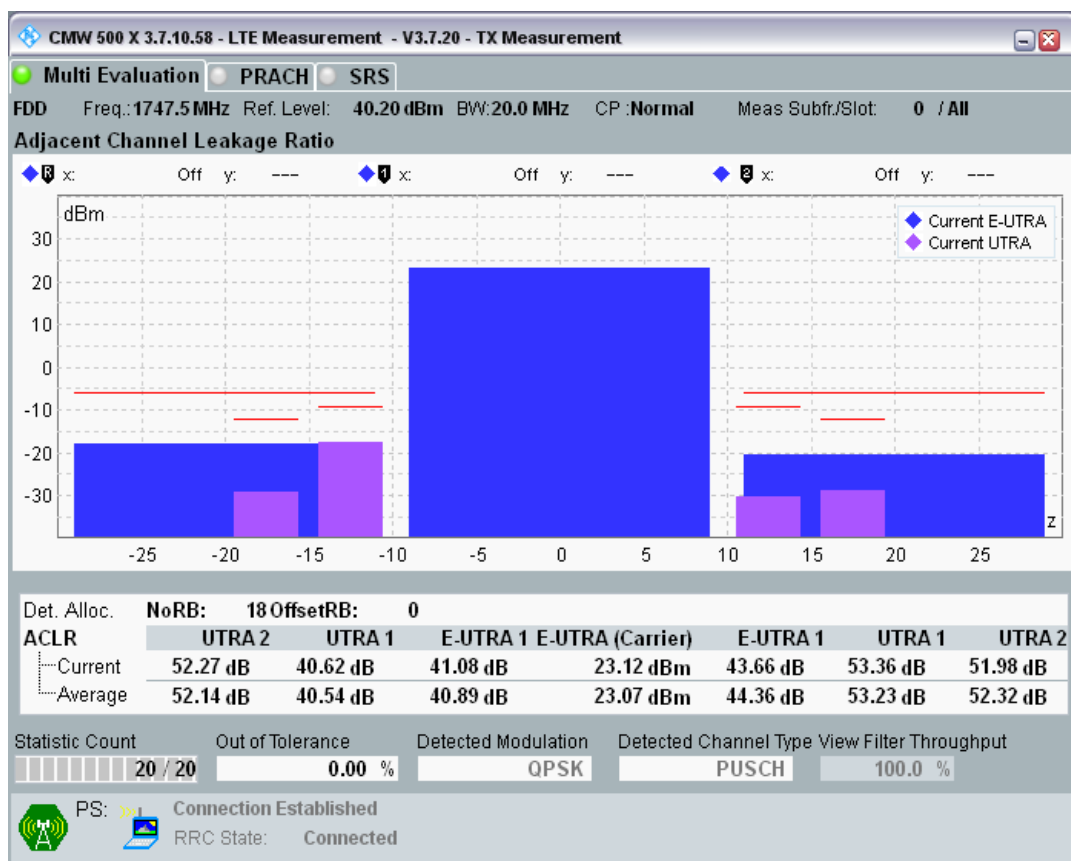 CMW 500 X 3.7.10.58 - LTE Measurement - V3.7.20 - TX Measurement
Multi Evaluation PRACH SRS
FDD Freq.: 1747.5 MHz Ref. Level: 40.20 dBm BW: 20.0 MHz CP : Normal Meas Subfr./Slot: 0 / All
Adjacent Channel Leakage Ratio
R x: Off y: --- 1 x: Off y: --- 2 x: Off y: ---
dBm
Current E-UTRA
Current UTRA
30
20
10
0
-10
-20
-30
z
-25 -20 -15 -10 -5 0 5 10 15 20 25
Det. Alloc. NoRB: 18 OffsetRB: 0
ACLR UTRA 2 UTRA 1 E-UTRA 1 E-UTRA (Carrier) E-UTRA 1 UTRA 1 UTRA 2
Current 52.27 dB 40.62 dB 41.08 dB 23.12 dBm 43.66 dB 53.36 dB 51.98 dB
Average 52.14 dB 40.54 dB 40.89 dB 23.07 dBm 44.36 dB 53.23 dB 52.32 dB
Statistic Count Out of Tolerance Detected Modulation Detected Channel Type View Filter Throughput
20 / 20 0.00 % QPSK PUSCH 100.0 %
PS: Connection Established
RRC State: Connected